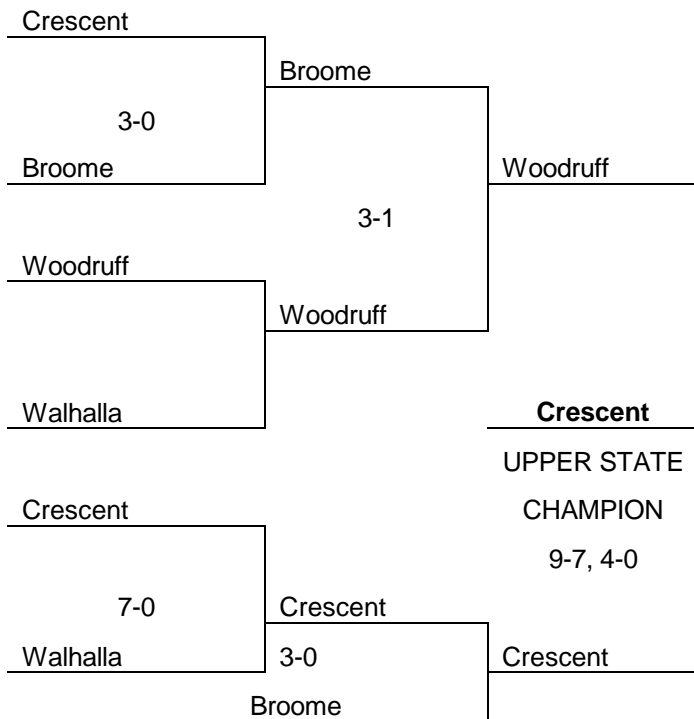 Crescent
Broome
3-0
Broome
Woodruff
3-1
Woodruff
Woodruff
Walhalla
Crescent
UPPER STATE
Crescent
CHAMPION
9-7, 4-0
7-0
Crescent
Walhalla
3-0
Crescent
Broome